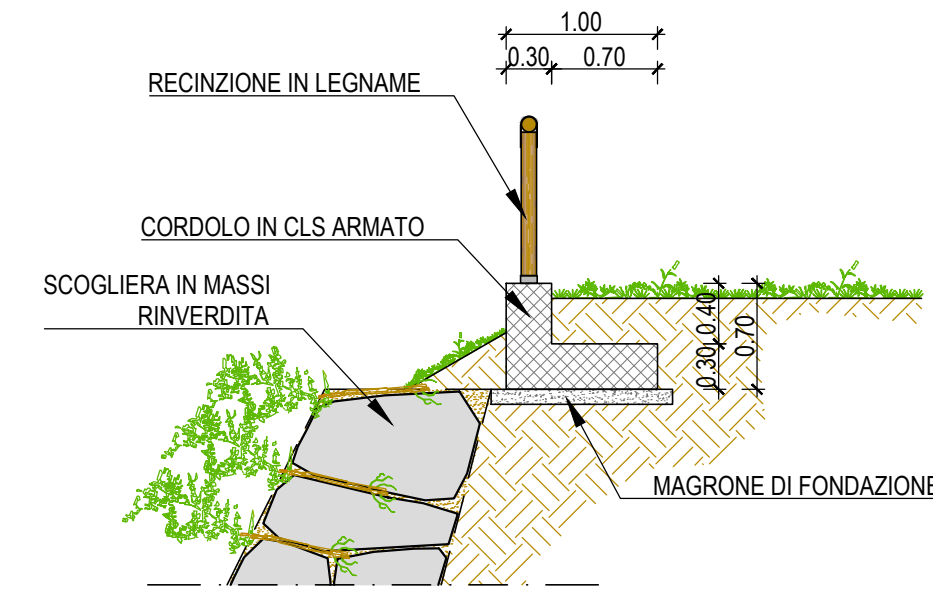 1.00
0.30 0.70
RECINZIONE IN LEGNAME
CORDOLO IN CLS ARMATO
SCOGLIERA IN MASSI
RINVERDITA
0.40
0.30
0.70
MAGRONE DI FONDAZIONE